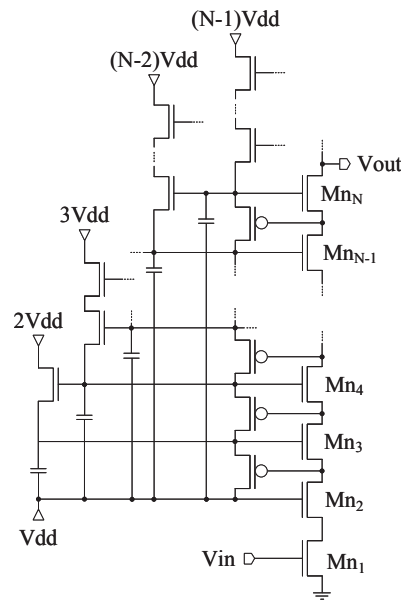 (N-1)Vdd
(N-2)Vdd
Vout
MnN
3Vdd
MnN-1
2Vdd
Mn4
Mn3
Mn2
Vdd
Vin
Mn1